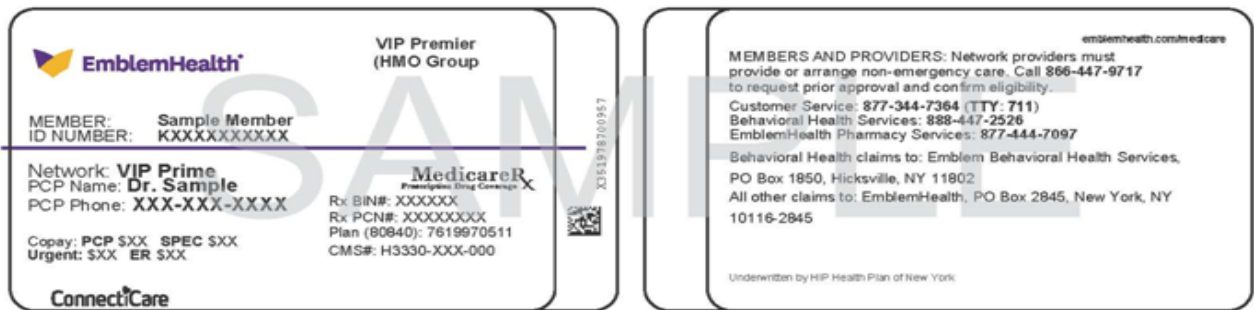 EmblemHealth
VIP Premier
(HMO Group
MEMBER: Sample Member
ID NUMBER: KXXXXXXXXXX
Network: VIP Prime
PCP Name: Dr. Sample
PCP Phone: XXX-XXX-XXXX
Copay: PCP $XX SPEC $XX
Urgent: $XX ER $XX
ConnectiCare
MedicareRx
Prescription Drug Coverage
Rx BIN#: XXXXXX
Rx PCN#: XXXXXXXX
Plan (80840): 7619970511
CMS#: H3330-XXX-000
X351978700957
SAMPLE
emblemhealth.com/medicare
MEMBERS AND PROVIDERS: Network providers must
provide or arrange non-emergency care. Call 866-447-9717
to request prior approval and confirm eligibility.
Customer Service: 877-344-7364 (TTY: 711)
Behavioral Health Services: 888-447-2526
EmblemHealth Pharmacy Services: 877-444-7097
Behavioral Health claims to: Emblem Behavioral Health Services,
PO Box 1850, Hicksville, NY 11802
All other claims to: EmblemHealth, PO Box 2845, New York, NY
10116-2845
Underwritten by HIP Health Plan of New York